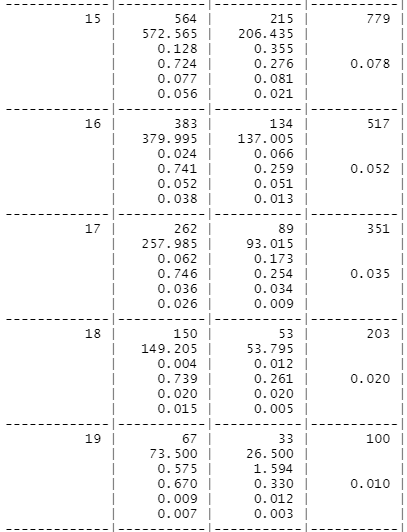 15 | 564 | 215 | 779 |
| 572.565 | 206.435 | |
| 0.128 | 0.355 | |
| 0.724 | 0.276 | 0.078 |
| 0.077 | 0.081 | |
| 0.056 | 0.021 | |
16 | 383 | 134 | 517 |
| 379.995 | 137.005 | |
| 0.024 | 0.066 | |
| 0.741 | 0.259 | 0.052 |
| 0.052 | 0.051 | |
| 0.038 | 0.013 | |
17 | 262 | 89 | 351 |
| 257.985 | 93.015 | |
| 0.062 | 0.173 | |
| 0.746 | 0.254 | 0.035 |
| 0.036 | 0.034 | |
| 0.026 | 0.009 | |
18 | 150 | 53 | 203 |
| 149.205 | 53.795 | |
| 0.004 | 0.012 | |
| 0.739 | 0.261 | 0.020 |
| 0.020 | 0.020 | |
| 0.015 | 0.005 | |
19 | 67 | 33 | 100 |
| 73.500 | 26.500 | |
| 0.575 | 1.594 | |
| 0.670 | 0.330 | 0.010 |
| 0.009 | 0.012 | |
| 0.007 | 0.003 | |